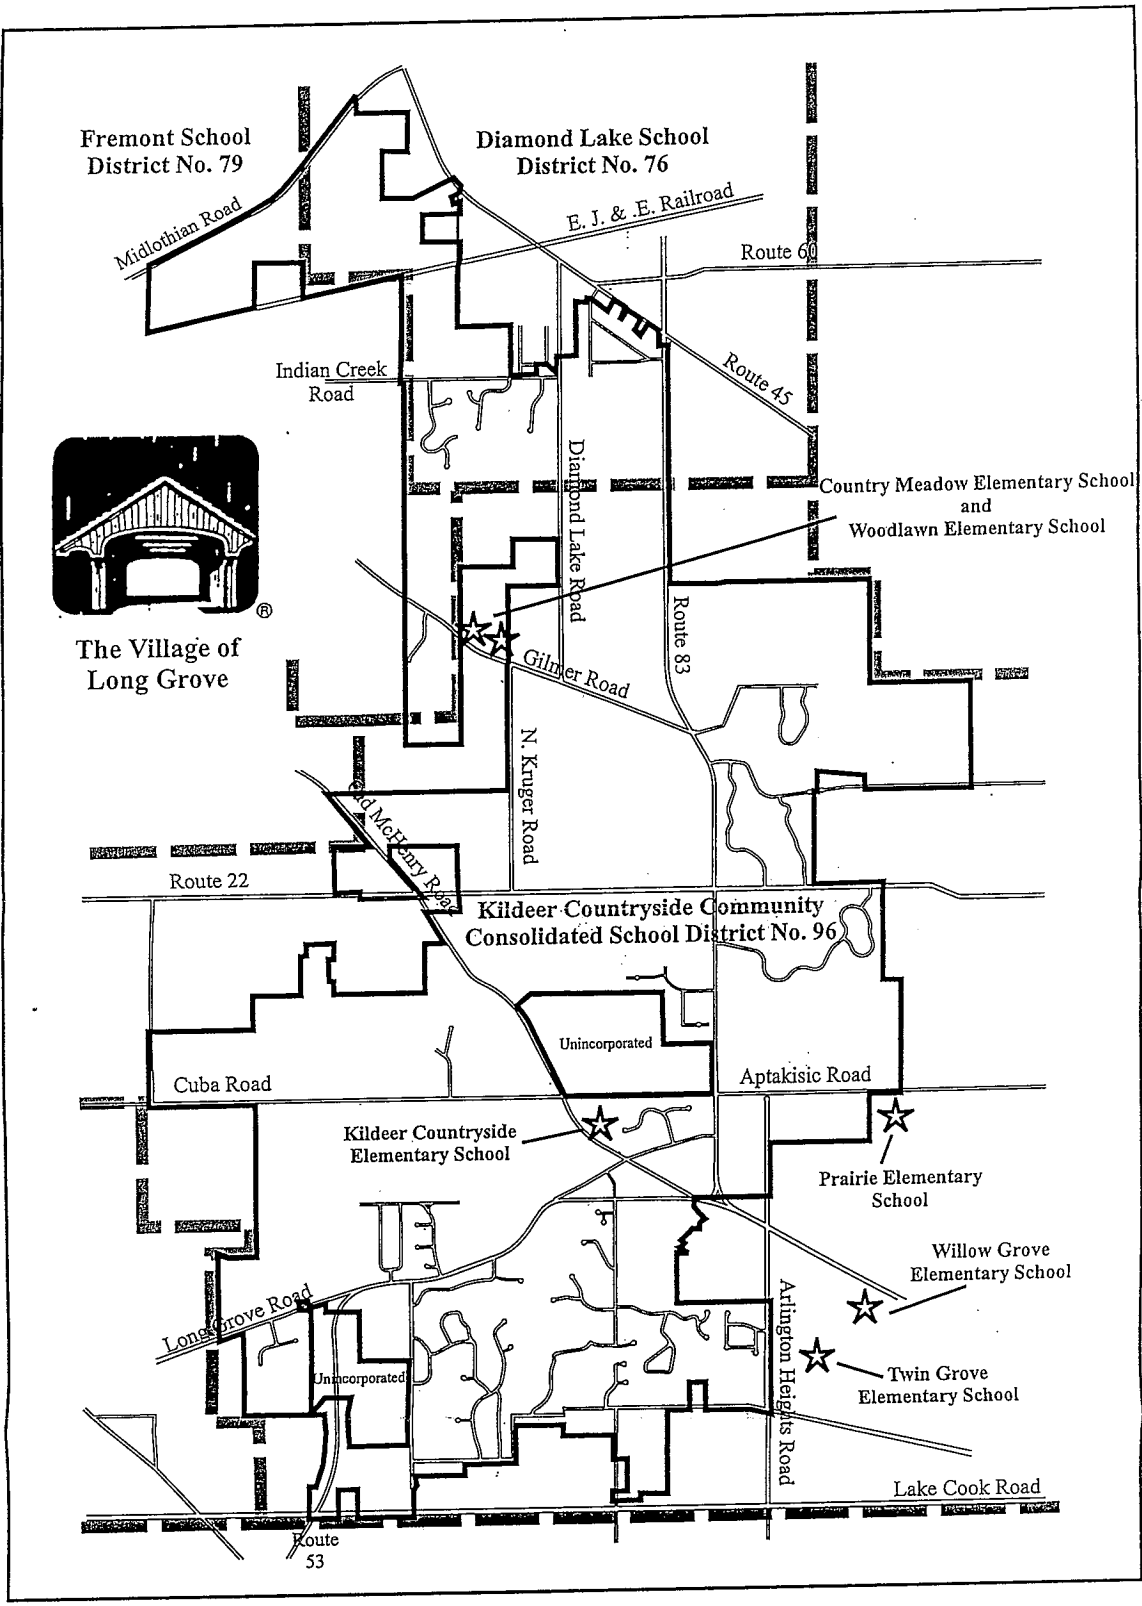 Fremont School
District No. 79
Diamond Lake School
District No. 76
Midlothian Road
E. J. & .E. Railroad
Route 60
Indian Creek
Road
Route 45
Diamond Lake Road
Country Meadow Elementary School
and
Woodlawn Elementary School
®
The Village of
Long Grove
Route 83
Gilmer Road
N. Kruger Road
Old McHenry Road
Route 22
Kildeer Countryside Community
Consolidated School District No. 96
Unincorporated
Cuba Road
Aptakisic Road
Kildeer Countryside
Elementary School
Prairie Elementary
School
Willow Grove
Elementary School
Long Grove Road
Arlington Heights Road
Unincorporated
Twin Grove
Elementary School
Lake Cook Road
Route
53